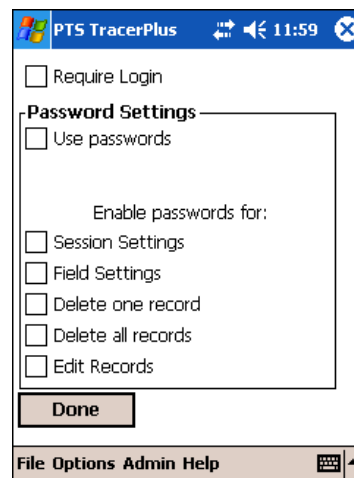 PTS TracerPlus 11:59
Require Login
Password Settings
Use passwords
Enable passwords for:
Session Settings
Field Settings
Delete one record
Delete all records
Edit Records
Done
File Options Admin Help